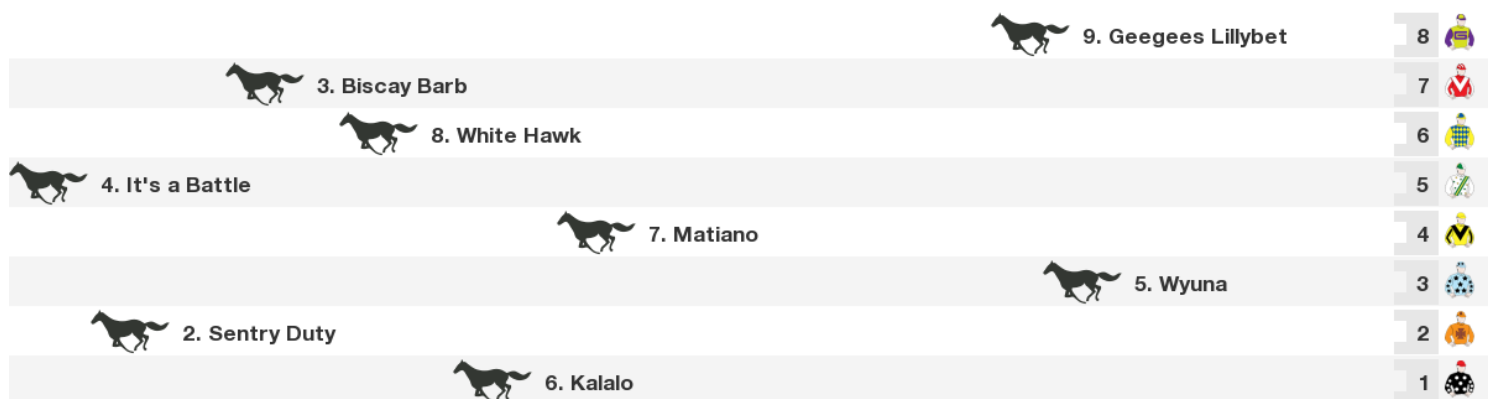 9. Geegees Lillybet 8
3. Biscay Barb 7
8. White Hawk 6
4. It's a Battle 5
7. Matiano 4
5. Wyuna 3
2. Sentry Duty 2
6. Kalalo 1